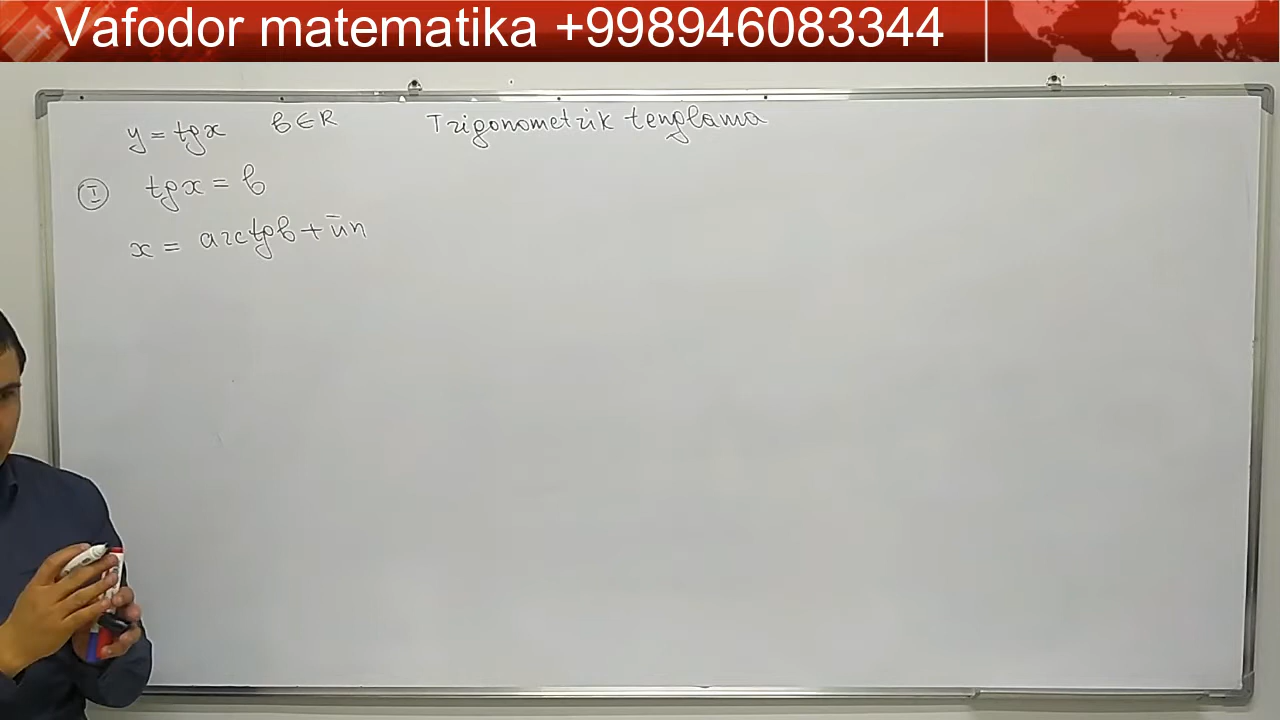 Vafodor matematika +998946083344
y = tgx b ∈ R Trigonometrik tenglama
I tgx = b
x = arctgb + πn